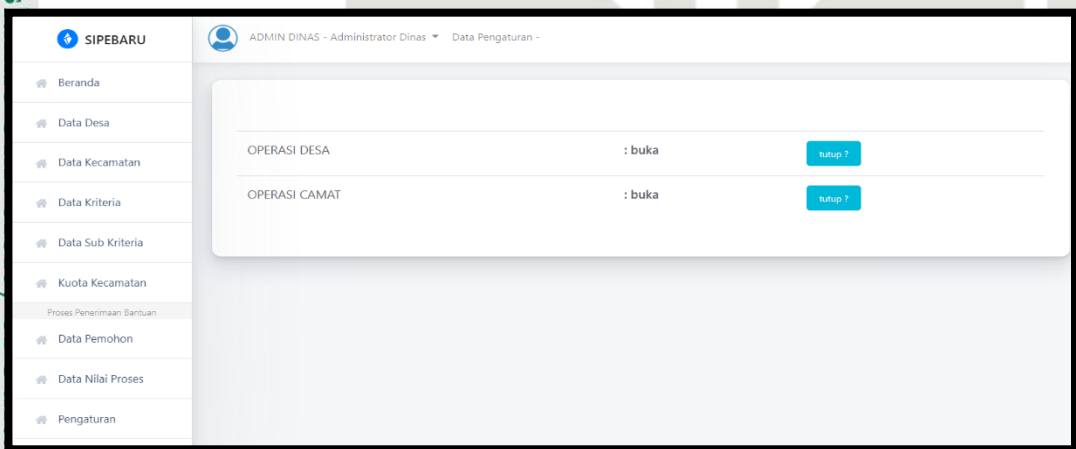 SIPEBARU
ADMIN DINAS - Administrator Dinas Data Pengaturan -
Beranda
Data Desa
Data Kecamatan
Data Kriteria
Data Sub Kriteria
Kuota Kecamatan
Proses Penerimaan Bantuan
Data Pemohon
Data Nilai Proses
Pengaturan
OPERASI DESA : buka tutup ?
OPERASI CAMAT : buka tutup ?